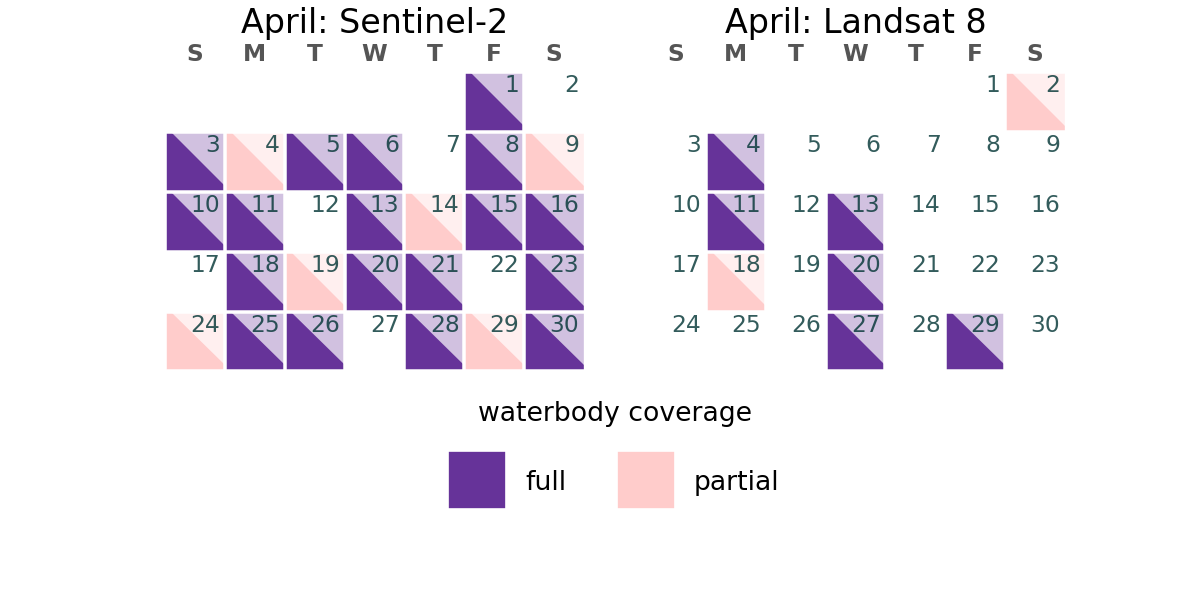 April: Sentinel-2
S M T W T F S
1 2
3 4 5 6 7 8 9
10 11 12 13 14 15 16
17 18 19 20 21 22 23
24 25 26 27 28 29 30
April: Landsat 8
S M T W T F S
1 2
3 4 5 6 7 8 9
10 11 12 13 14 15 16
17 18 19 20 21 22 23
24 25 26 27 28 29 30
waterbody coverage
full
partial